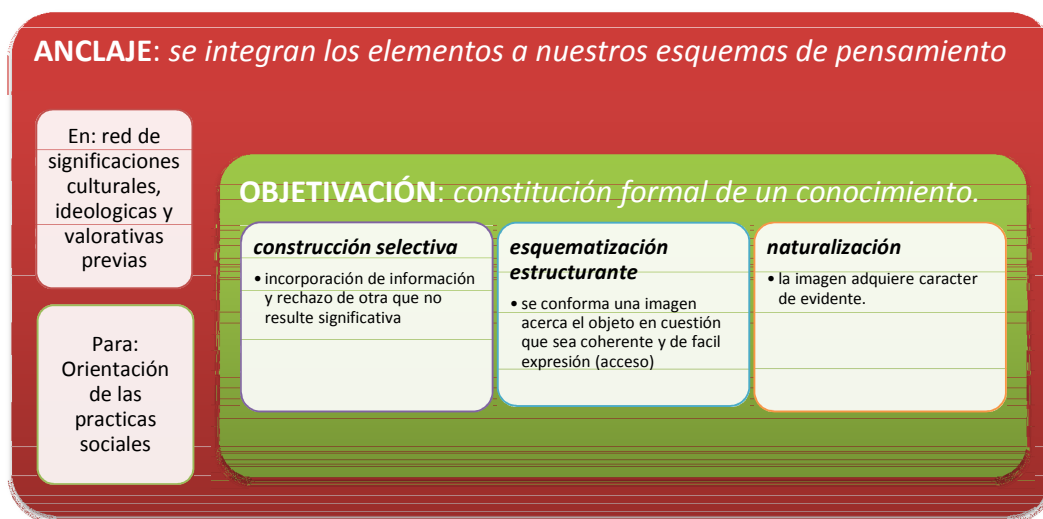 ANCLAJE: se integran los elementos a nuestros esquemas de pensamiento
En: red de
significaciones
culturales,
ideologicas y
valorativas
previas
Para:
Orientación
de las
practicas
sociales
OBJETIVACIÓN: constitución formal de un conocimiento.
construcción selectiva
• incorporación de información
y rechazo de otra que no
resulte significativa
esquematización
estructurante
• se conforma una imagen
acerca el objeto en cuestión
que sea coherente y de facil
expresión (acceso)
naturalización
• la imagen adquiere caracter
de evidente.